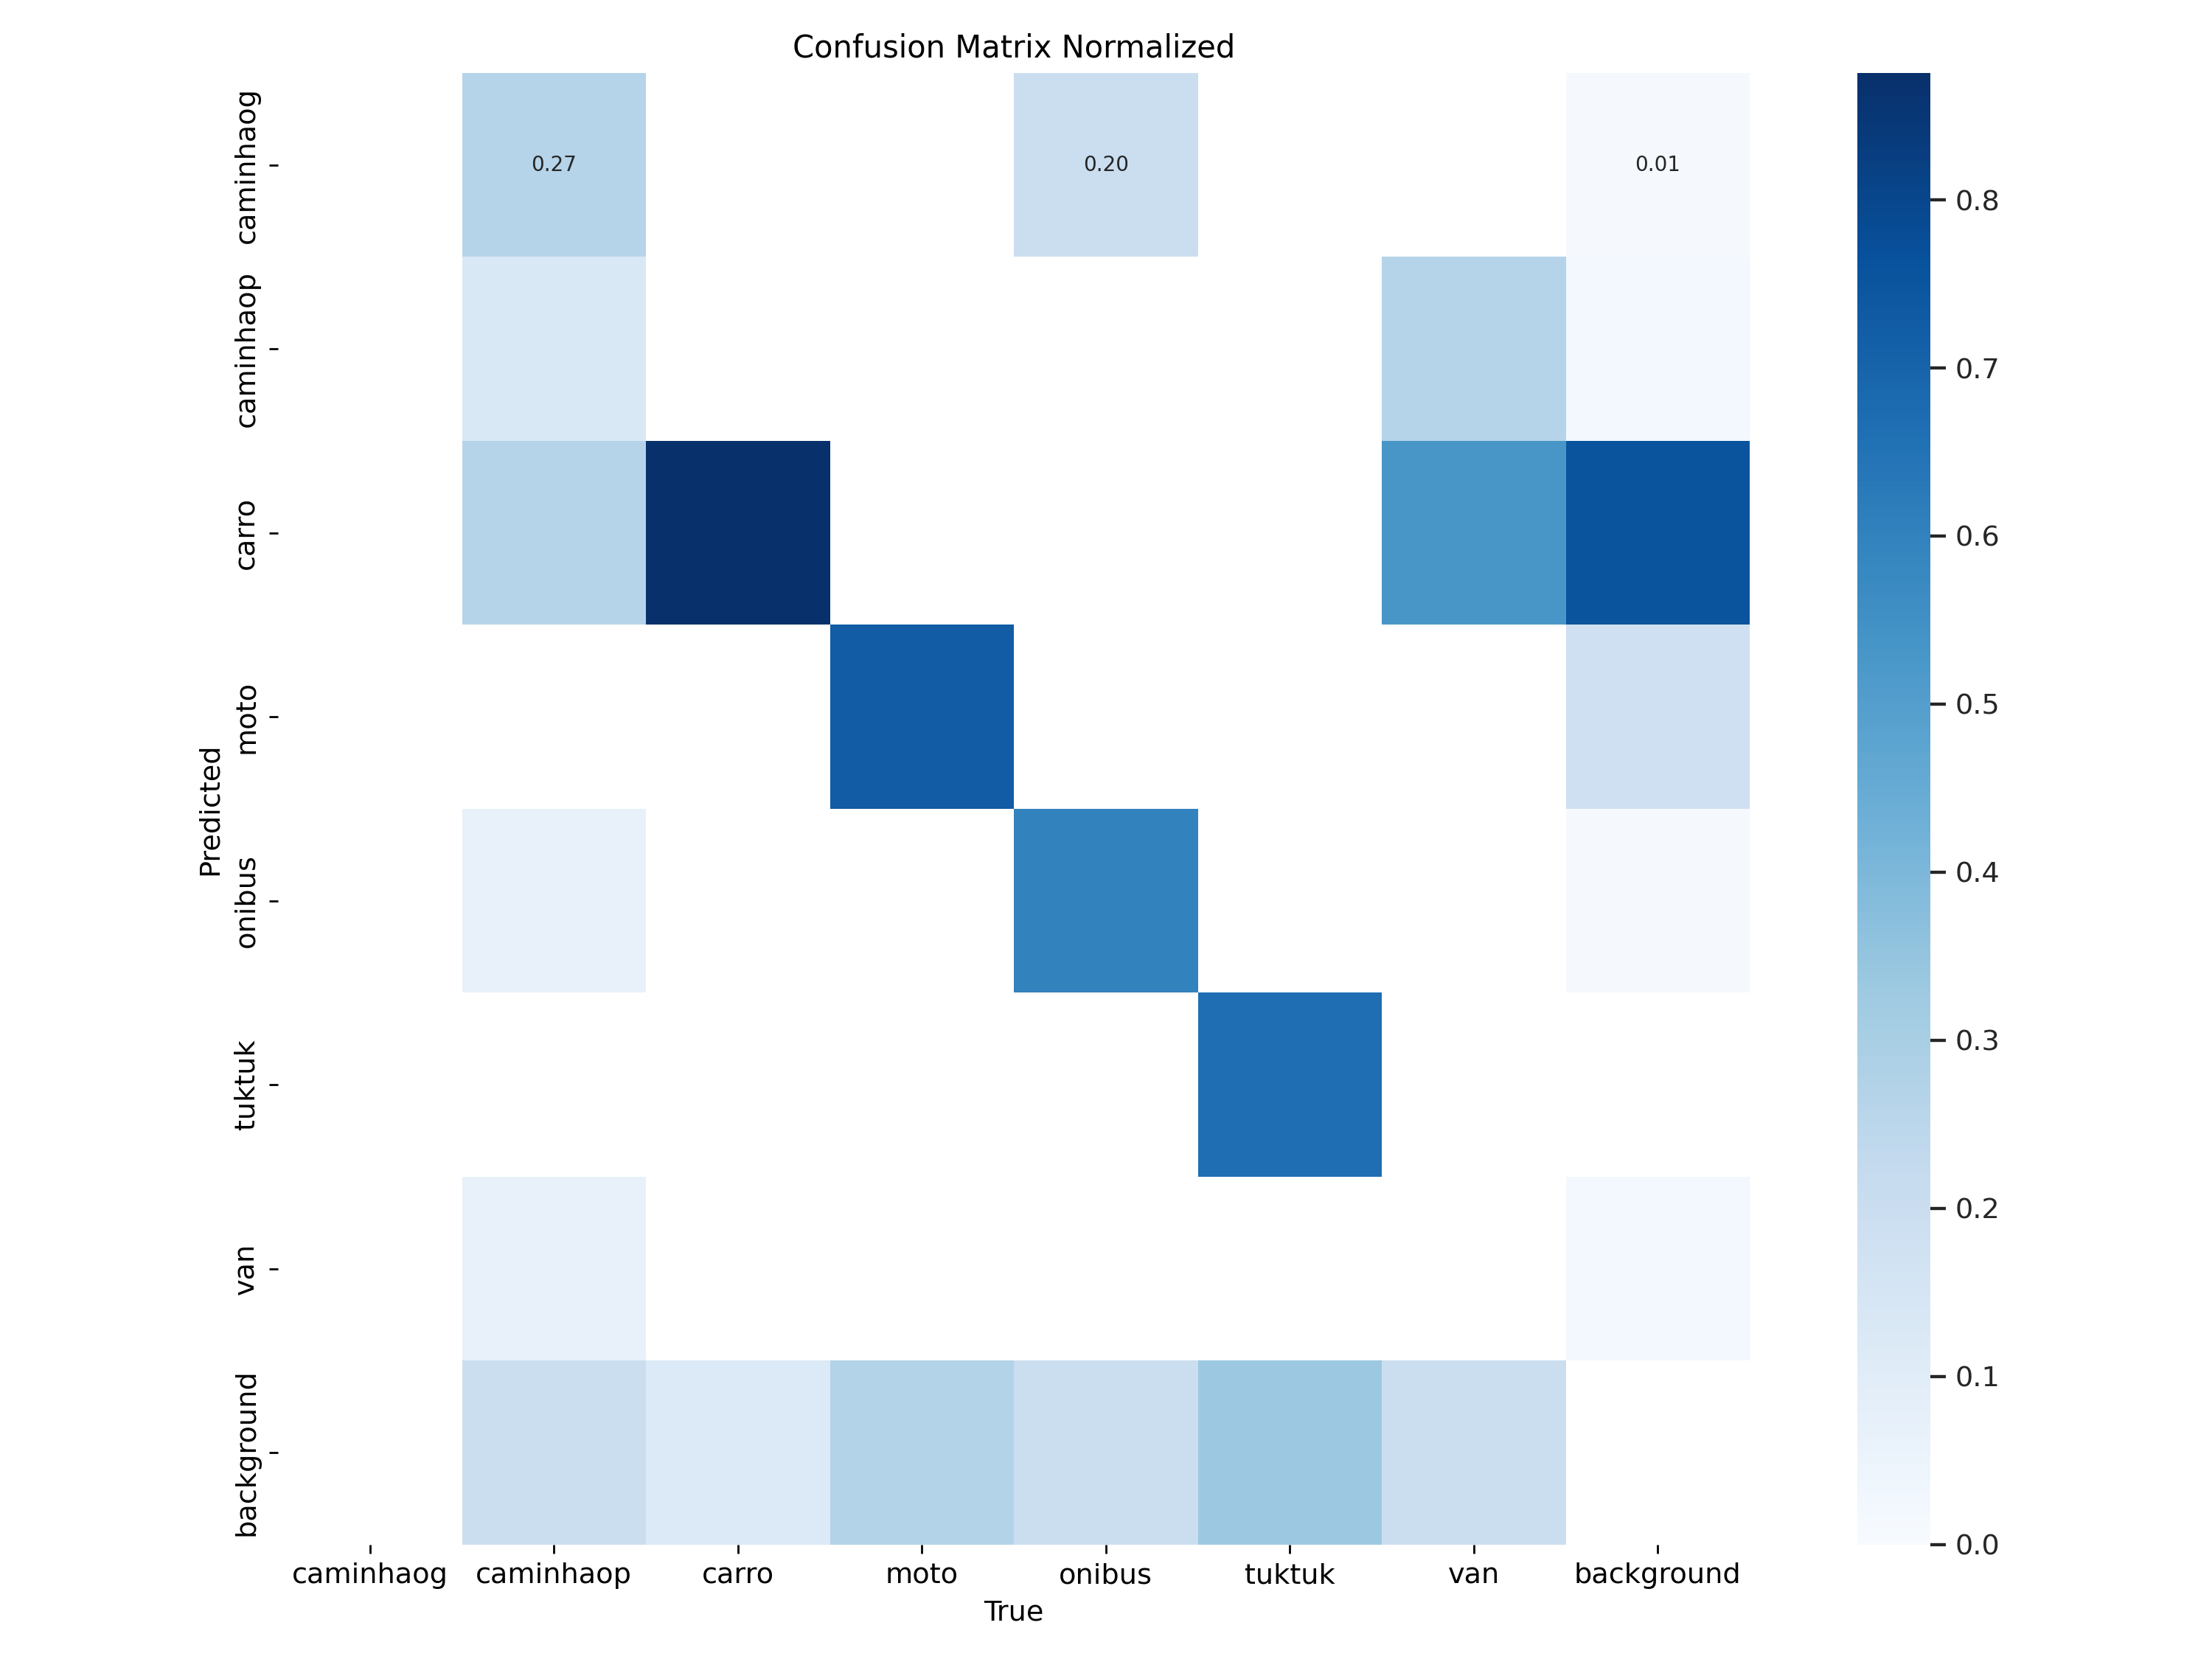 Confusion Matrix Normalized
caminhaog
0.27
0.20
0.01
caminhaop
carro
moto
onibus
tuktuk
van
background
Predicted
caminhaog caminhaop carro moto onibus tuktuk van background
True
0.8
0.7
0.6
0.5
0.4
0.3
0.2
0.1
0.0